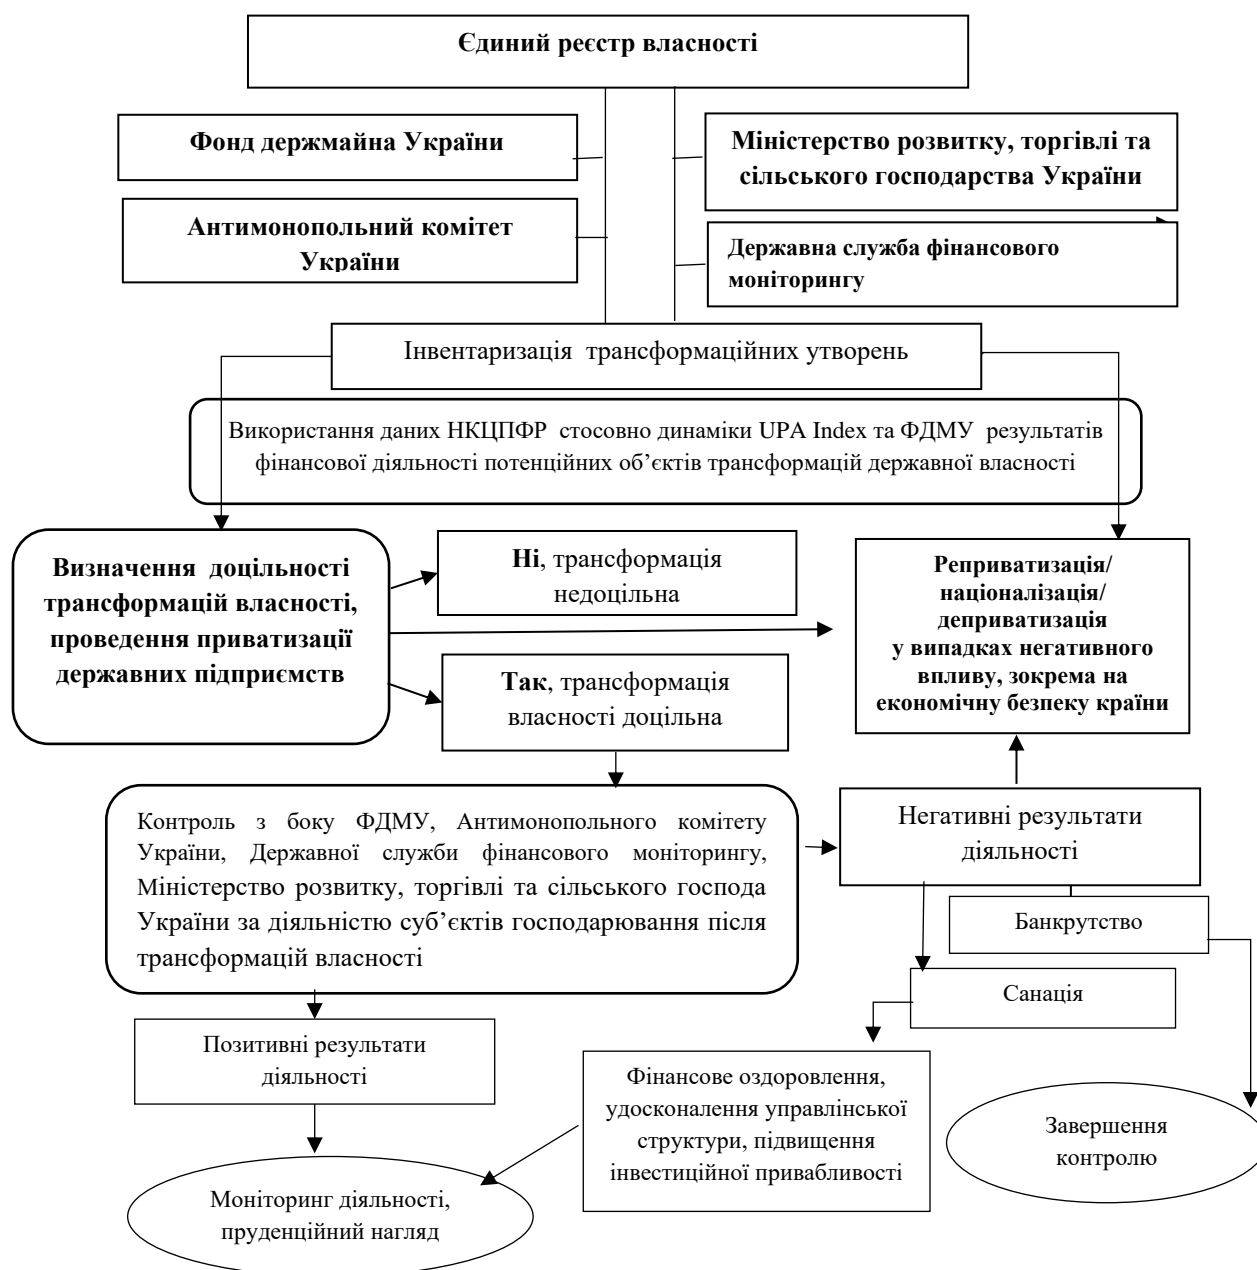 Єдиний реєстр власності
Фонд держмайна України
Міністерство розвитку, торгівлі та
сільського господарства України
Антимонопольний комітет
України
Державна служба фінансового
моніторингу
Інвентаризація трансформаційних утворень
Використання даних НКЦПФР стосовно динаміки UPA Index та ФДМУ результатів
фінансової діяльності потенційних об’єктів трансформацій державної власності
Визначення доцільності
трансформацій власності,
проведення приватизації
державних підприємств
Ні, трансформація
недоцільна
Реприватизація/
націоналізація/
деприватизація
у випадках негативного
впливу, зокрема на
економічну безпеку країни
Так, трансформація
власності доцільна
Контроль з боку ФДМУ, Антимонопольного комітету
України, Державної служби фінансового моніторингу,
Міністерство розвитку, торгівлі та сільського господа
України за діяльністю суб’єктів господарювання після
трансформацій власності
Негативні результати
діяльності
Банкрутство
Санація
Позитивні результати
діяльності
Фінансове оздоровлення,
удосконалення управлінської
структури, підвищення
інвестиційної привабливості
Завершення
контролю
Моніторинг діяльності,
пруденційний нагляд